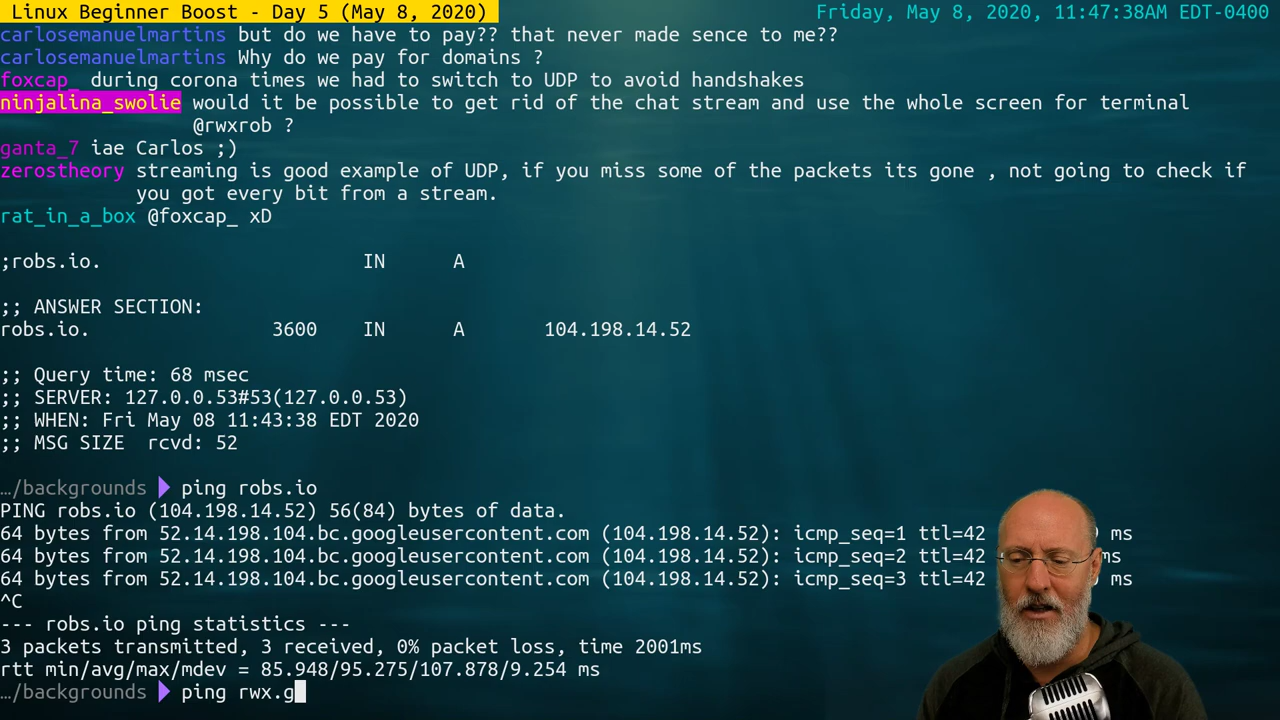 Linux Beginner Boost - Day 5 (May 8, 2020) Friday, May 8, 2020, 11:47:38AM EDT-0400
carlosemanuelmartins but do we have to pay?? that never made sence to me??
carlosemanuelmartins Why do we pay for domains ?
foxcap_ during corona times we had to switch to UDP to avoid handshakes
ninjalina_swolie would it be possible to get rid of the chat stream and use the whole screen for terminal
@rwxrob ?
ganta_7 iae Carlos ;)
zerostheory streaming is good example of UDP, if you miss some of the packets its gone , not going to check if
you got every bit from a stream.
rat_in_a_box @foxcap_ xD
;robs.io. IN A
;; ANSWER SECTION:
robs.io. 3600 IN A 104.198.14.52
;; Query time: 68 msec
;; SERVER: 127.0.0.53#53(127.0.0.53)
;; WHEN: Fri May 08 11:43:38 EDT 2020
;; MSG SIZE rcvd: 52
…/backgrounds ping robs.io
PING robs.io (104.198.14.52) 56(84) bytes of data.
64 bytes from 52.14.198.104.bc.googleusercontent.com (104.198.14.52): icmp_seq=1 ttl=42 ms
64 bytes from 52.14.198.104.bc.googleusercontent.com (104.198.14.52): icmp_seq=2 ttl=42 ms
64 bytes from 52.14.198.104.bc.googleusercontent.com (104.198.14.52): icmp_seq=3 ttl=42 ms
^C
--- robs.io ping statistics ---
3 packets transmitted, 3 received, 0% packet loss, time 2001ms
rtt min/avg/max/mdev = 85.948/95.275/107.878/9.254 ms
…/backgrounds ping rwx.g